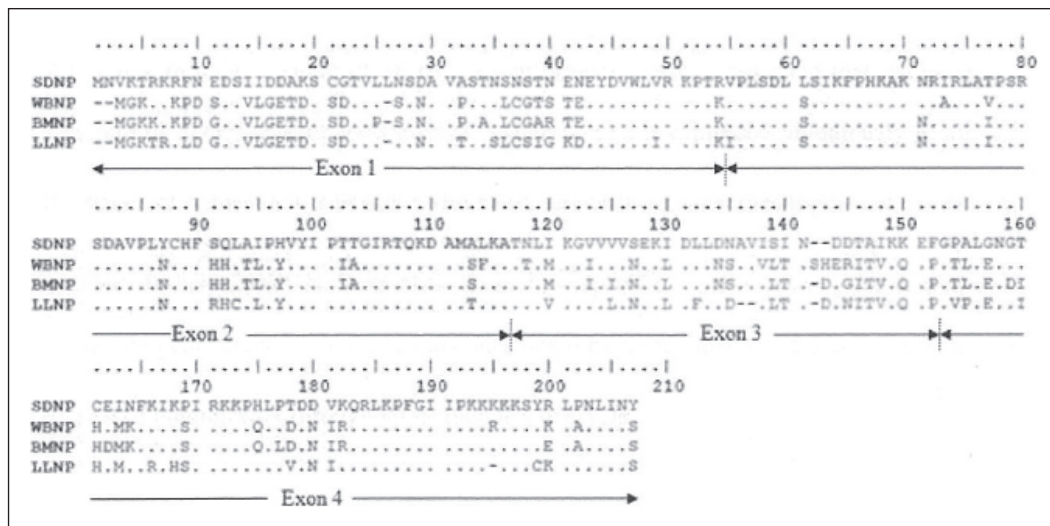 ....|....|....|....|....|....|....|....|....|....|....|....|....|....|....|....|
10 20 30 40 50 60 70 80
SDNP MNVKTRKRFN EDSIIDDAKS CGTVLLNSDA VASTNSNSTN ENEYDVWLVR KPTRVPLSDL LSIKFPHKAK NRIRLATPSR
WBNP --MGK..KPD S..VLGETD. SD...-S.N. .P...LCGTS TE........ ...K...... S......... ..A...V...
BMNP --MGKK.KPD G..VLGETD. SD..P-S.N. .P.A.LCGAR TE........ ...K...... S......... N.....I...
LLNP --MGKTR.LD G..VLGETD. SD...-S.N. .T...SLCSIG KD......I. ...KI..... S......... N.....I...
Exon 1
....|....|....|....|....|....|....|....|....|....|....|....|....|....|....|....|
90 100 110 120 130 140 150 160
SDNP SDAVPLYCHF SQLAIPHVYI PTTGIRTQKD AMALKATNLI KGVVVVSEKI DLLDNAVISI N--DDTAIKK EFGPALGNGT
WBNP ......N... HH.TL.Y... ..IA...... ...SF..T.M. ..I...N..L ...NS..VLT .SHERITV.Q .P.TL.E...
BMNP ......N... HH.TL.Y... ..IA...... ...S.....M. ..I.I.N..L ...NS...LT .-D.GITV.Q .P.TL.E.DI
LLNP ......N... RHC.L.Y... .......... ...T.....V. ....L.N..L .F..D--.LT .-D.NITV.Q .P.VP.E..I
Exon 2 Exon 3
....|....|....|....|....|....|....|....|....|....|
170 180 190 200 210
SDNP CEINFKIKPI RKKPHLPTDD VKQRLKPFGI IPKKKKKSYR LPNLINY
WBNP H.MK....S. ....Q..D.N IR........ ....R....K ..A...S
BMNP HDMK....S. ....Q.LD.N IR........ .........E ..A...S
LLNP H.M..R.HS. ......V.N I......... ....-...CK ......S
Exon 4